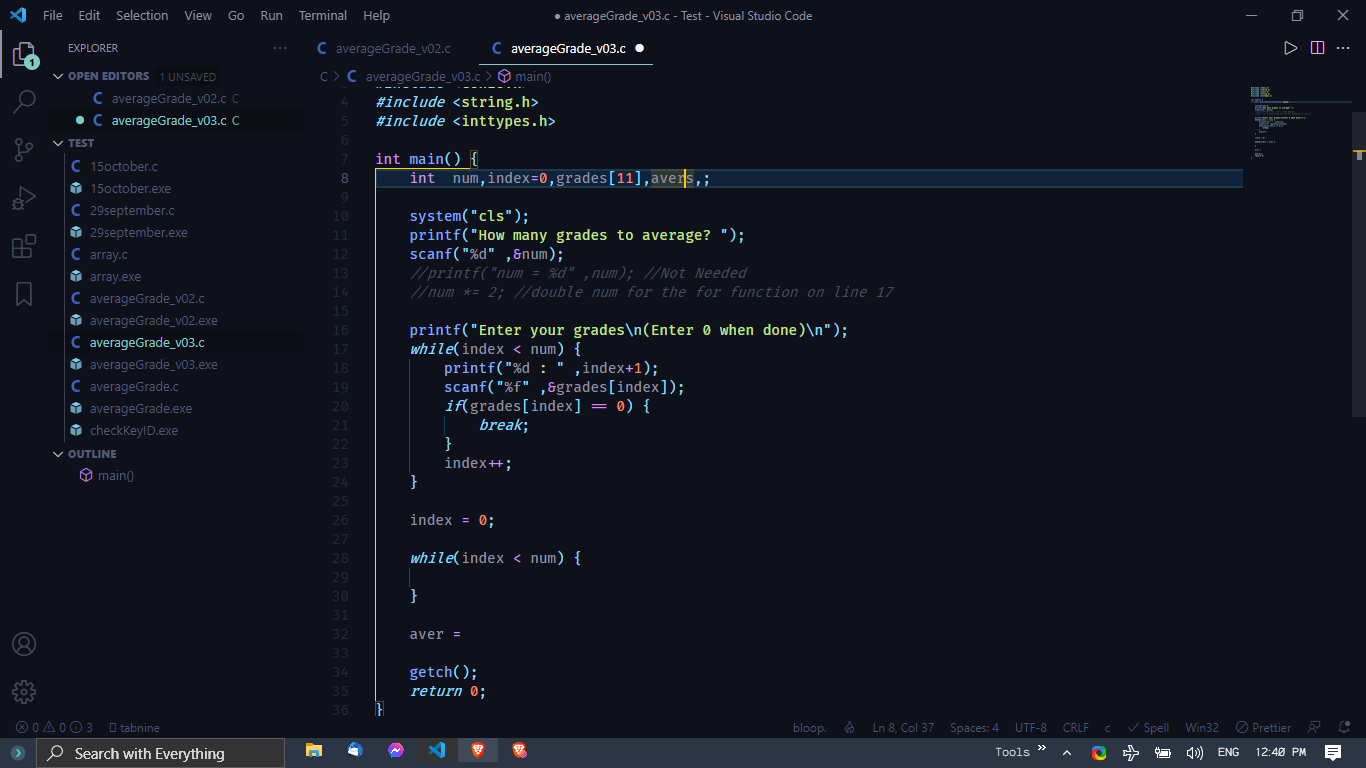 File Edit Selection View Go Run Terminal Help
● averageGrade_v03.c - Test - Visual Studio Code
EXPLORER
OPEN EDITORS 1 UNSAVED
averageGrade_v02.c C
averageGrade_v03.c C
TEST
15october.c
15october.exe
29september.c
29september.exe
array.c
array.exe
averageGrade_v02.c
averageGrade_v02.exe
averageGrade_v03.c
averageGrade_v03.exe
averageGrade.c
averageGrade.exe
checkKeyID.exe
OUTLINE
main()
1
C averageGrade_v02.c
C averageGrade_v03.c ●
C > C averageGrade_v03.c > main()
4 #include <string.h>
5 #include <inttypes.h>
6
7 int main() {
8 int  num,index=0,grades[11],avers,;
9
10 system("cls");
11 printf("How many grades to average? ");
12 scanf("%d" ,&num);
13 //printf("num = %d" ,num); //Not Needed
14 //num *= 2; //double num for the for function on line 17
15
16 printf("Enter your grades\n(Enter 0 when done)\n");
17 while(index < num) {
18 printf("%d : " ,index+1);
19 scanf("%f" ,&grades[index]);
20 if(grades[index] == 0) {
21 break;
22 }
23 index++;
24 }
25
26 index = 0;
27
28 while(index < num) {
29
30 }
31
32 aver =
33
34 getch();
35 return 0;
36 }
0 0 3 tabnine
bloop. Ln 8, Col 37 Spaces: 4 UTF-8 CRLF c Spell Win32 Prettier
Search with Everything
Tools » ENG 12:40 PM